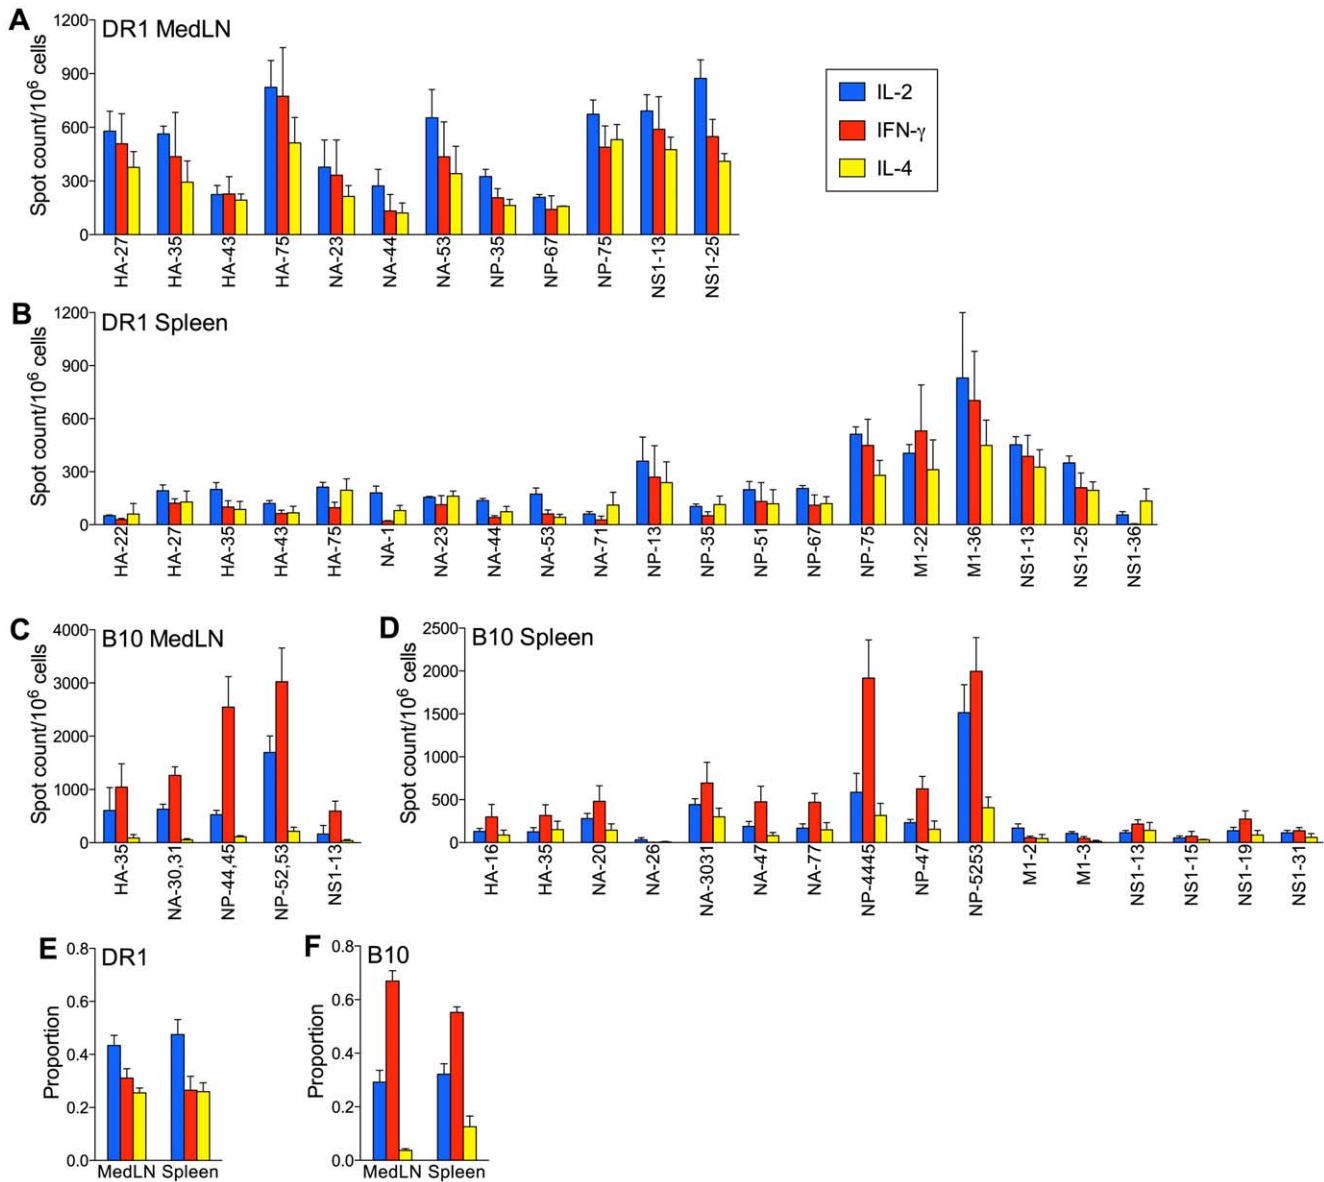 A
DR1 MedLN
Spot count/10⁶ cells
1200
900
600
300
0
HA-27
HA-35
HA-43
HA-75
NA-23
NA-44
NA-53
NP-35
NP-67
NP-75
NS1-13
NS1-25
IL-2
IFN-γ
IL-4
B
DR1 Spleen
Spot count/10⁶ cells
1200
900
600
300
0
HA-22
HA-27
HA-35
HA-43
HA-75
NA-1
NA-23
NA-44
NA-53
NA-71
NP-13
NP-35
NP-51
NP-67
NP-75
M1-22
M1-36
NS1-13
NS1-25
NS1-36
C
B10 MedLN
Spot count/10⁶ cells
4000
3000
2000
1000
0
HA-35
NA-30,31
NP-44,45
NP-52,53
NS1-13
D
B10 Spleen
Spot count/10⁶ cells
2500
2000
1500
1000
500
0
HA-16
HA-35
NA-20
NA-26
NA-3031
NA-47
NA-77
NP-4445
NP-47
NP-5253
M1-2
M1-3
NS1-13
NS1-15
NS1-19
NS1-31
E
DR1
Proportion
0.8
0.6
0.4
0.2
0.0
MedLN Spleen
F
B10
Proportion
0.8
0.6
0.4
0.2
0.0
MedLN Spleen